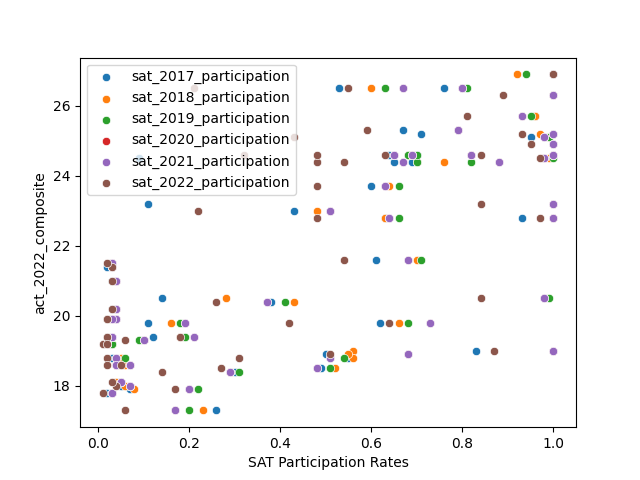 sat_2017_participation
sat_2018_participation
sat_2019_participation
sat_2020_participation
sat_2021_participation
sat_2022_participation
act_2022_composite
26
24
22
20
18
0.0 0.2 0.4 0.6 0.8 1.0
SAT Participation Rates